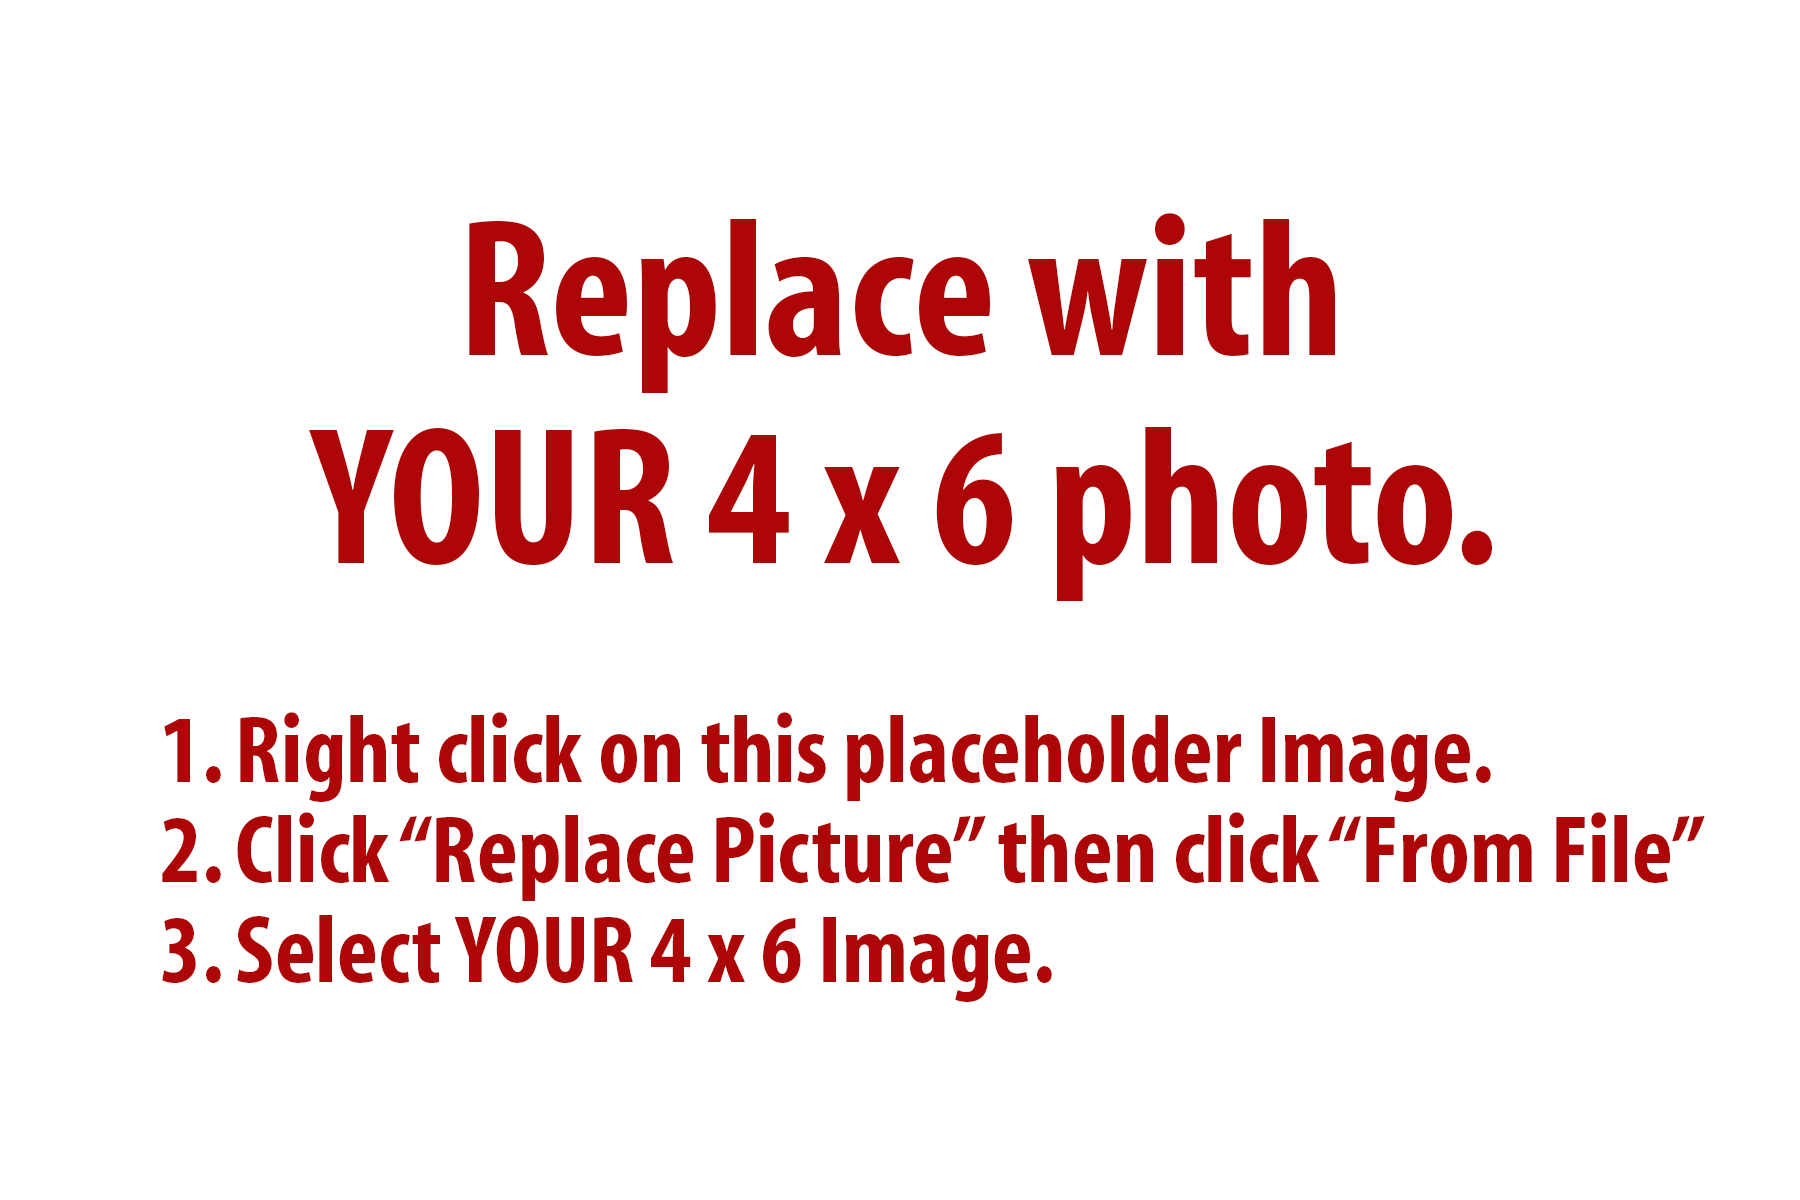 Replace with
YOUR 4 x 6 photo.
1. Right click on this placeholder Image.
2. Click “Replace Picture” then click “From File”
3. Select YOUR 4 x 6 Image.